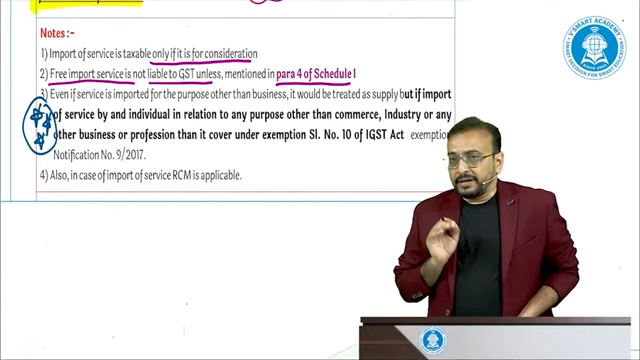 Notes :-
1) Import of service is taxable only if it is for consideration
2) Free import service is not liable to GST unless, mentioned in para 4 of Schedule I
3) Even if service is imported for the purpose other than business, it would be treated as supply but if import
of service by and individual in relation to any purpose other than commerce, Industry or any
other business or profession than it cover under exemption Sl. No. 10 of IGST Act exemption
Notification No. 9/2017.
4) Also, in case of import of service RCM is applicable.
V SMART ACADEMY